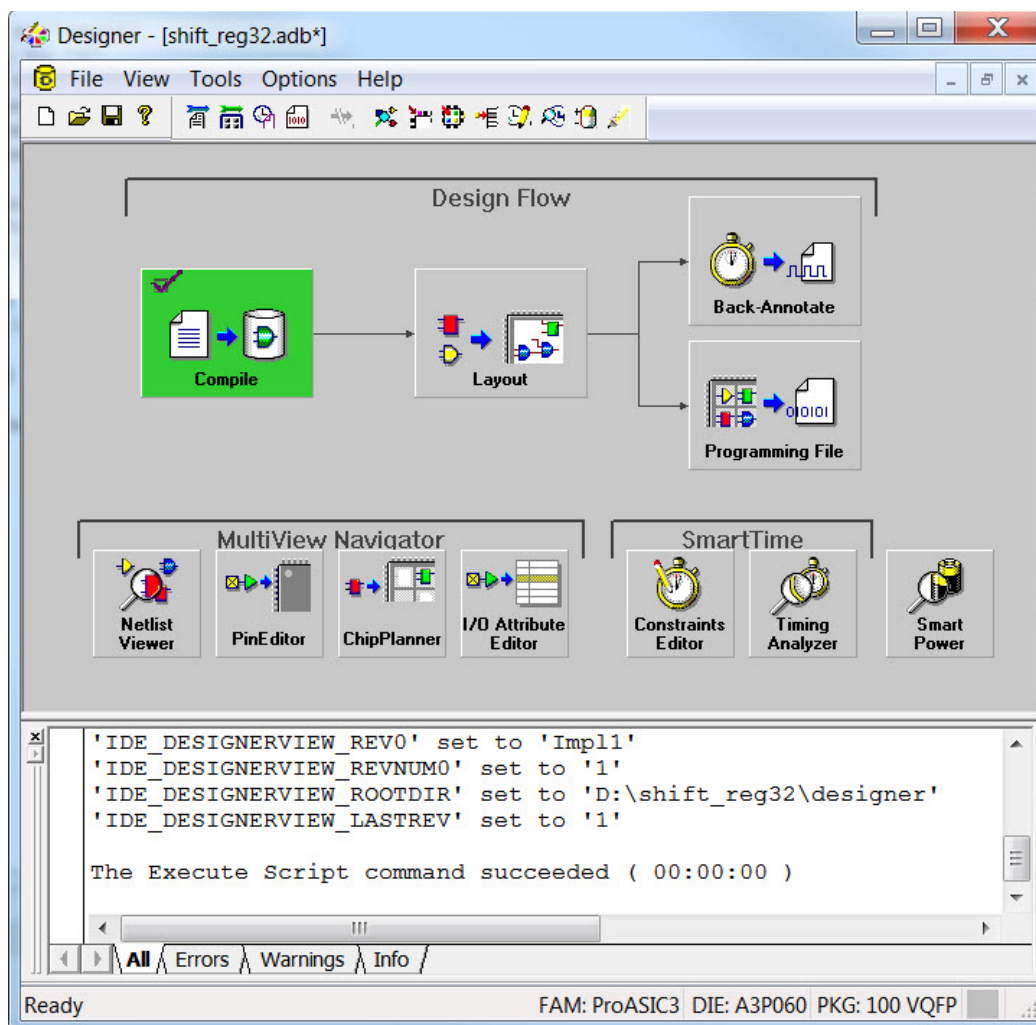 Designer - [shift_reg32.adb*]
File View Tools Options Help
Design Flow
Compile
Layout
Back-Annotate
010101
Programming File
MultiView Navigator
SmartTime
Netlist
Viewer
PinEditor
ChipPlanner
I/O Attribute
Editor
Constraints
Editor
Timing
Analyzer
Smart
Power
'IDE_DESIGNERVIEW_REV0' set to 'Impl1'
'IDE_DESIGNERVIEW_REVNUM0' set to '1'
'IDE_DESIGNERVIEW_ROOTDIR' set to 'D:\shift_reg32\designer'
'IDE_DESIGNERVIEW_LASTREV' set to '1'
The Execute Script command succeeded ( 00:00:00 )
All Errors Warnings Info
Ready
FAM: ProASIC3 DIE: A3P060 PKG: 100 VQFP